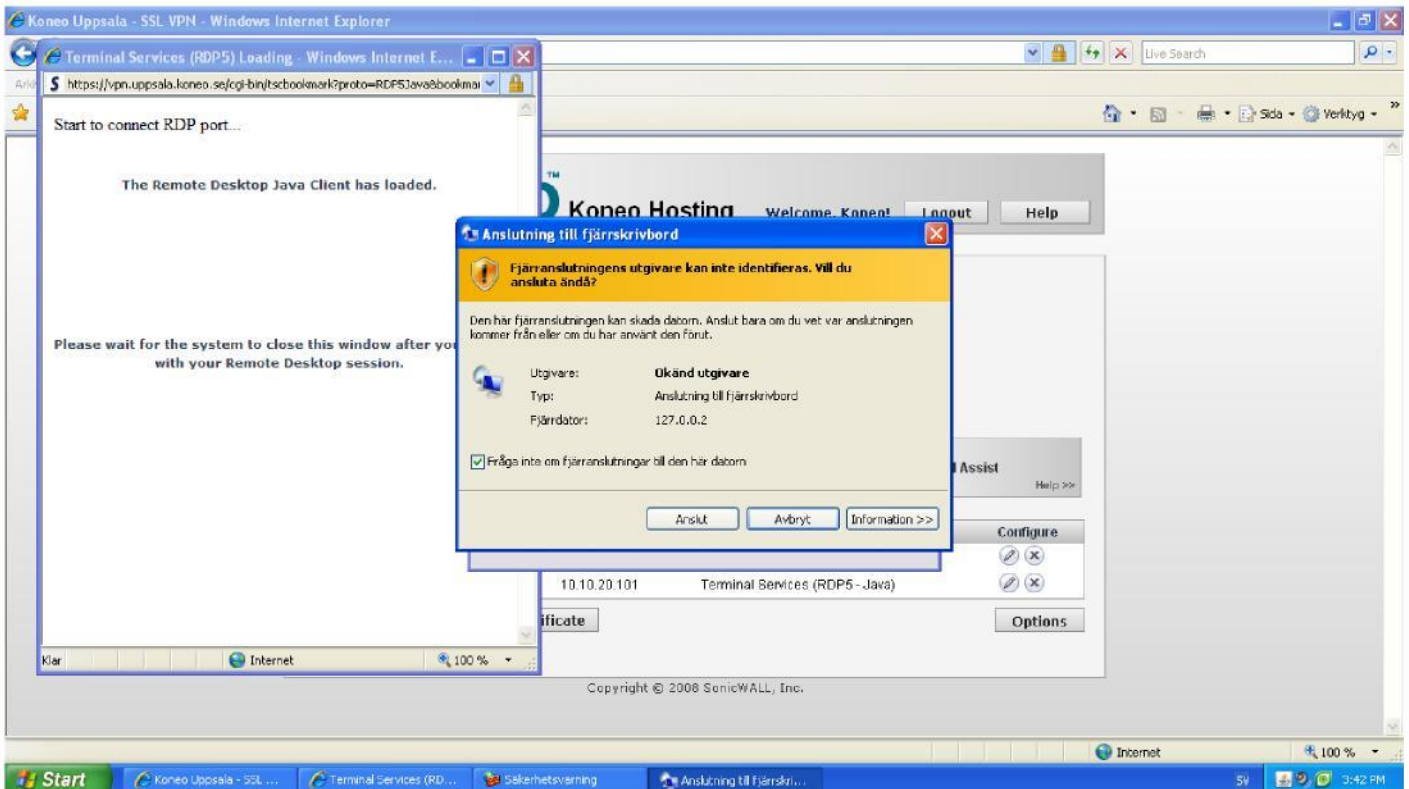 Koneo Uppsala - SSL VPN - Windows Internet Explorer
Live Search
Sida
Verktyg
Terminal Services (RDP5) Loading - Windows Internet E...
https://vpn.uppsala.koneo.se/cgi-bin/tscbookmark?proto=RDP5Java&bookmar
Start to connect RDP port...
The Remote Desktop Java Client has loaded.
Please wait for the system to close this window after you
with your Remote Desktop session.
Klar
Internet
100 %
TM
Koneo Hosting
Welcome, Koneo!
Logout
Help
Anslutning till fjärrskrivbord
Fjärranslutningens utgivare kan inte identifieras. Vill du
ansluta ändå?
Den här fjärranslutningen kan skada datorn. Anslut bara om du vet var anslutningen
kommer från eller om du har använt den förut.
Utgivare: Okänd utgivare
Typ: Anslutning till fjärrskrivbord
Fjärrdator: 127.0.0.2
Fråga inte om fjärranslutningar till den här datorn
Anslut
Avbryt
Information >>
Assist
Help >>
Configure
10.10.20.101 Terminal Services (RDP5 - Java)
ificate
Options
Copyright © 2008 SonicWALL, Inc.
Internet
100 %
Start
Koneo Uppsala - SSL ...
Terminal Services (RD...
Säkerhetsvarning
Anslutning till fjärrskri...
SV
3:42 PM